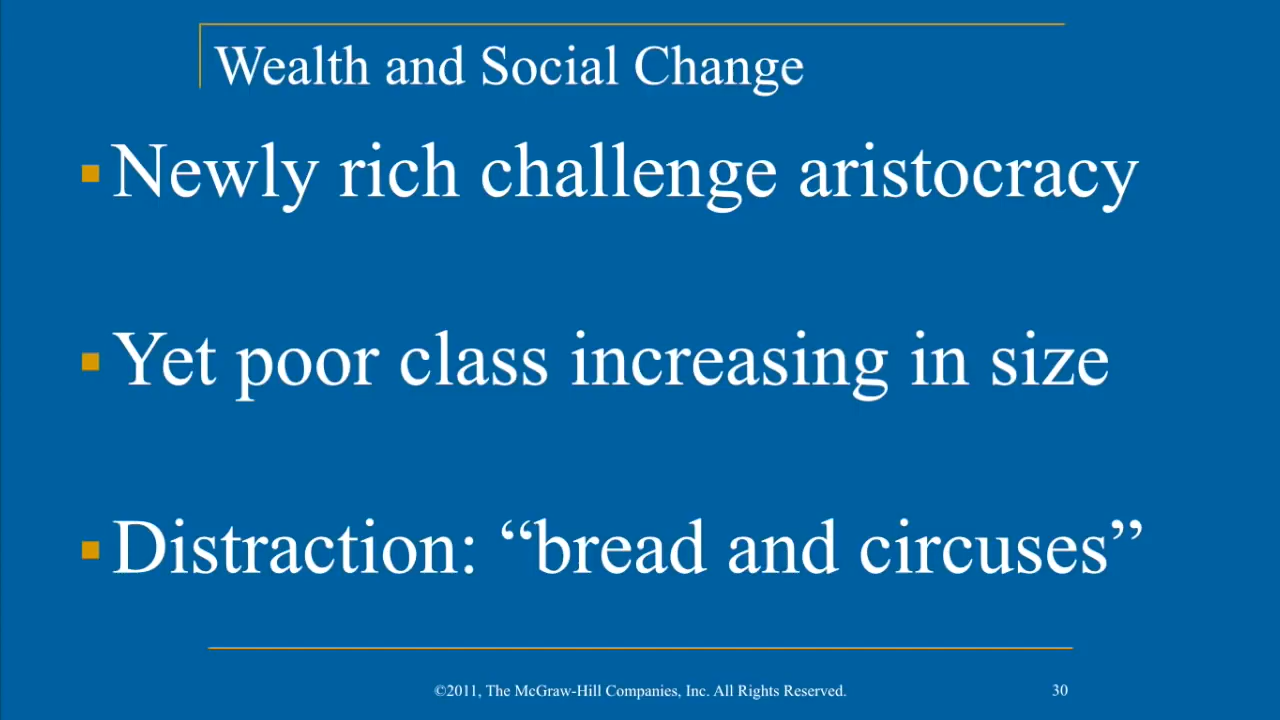 Wealth and Social Change
▪ Newly rich challenge aristocracy
▪ Yet poor class increasing in size
▪ Distraction: “bread and circuses”
©2011, The McGraw-Hill Companies, Inc. All Rights Reserved.
30